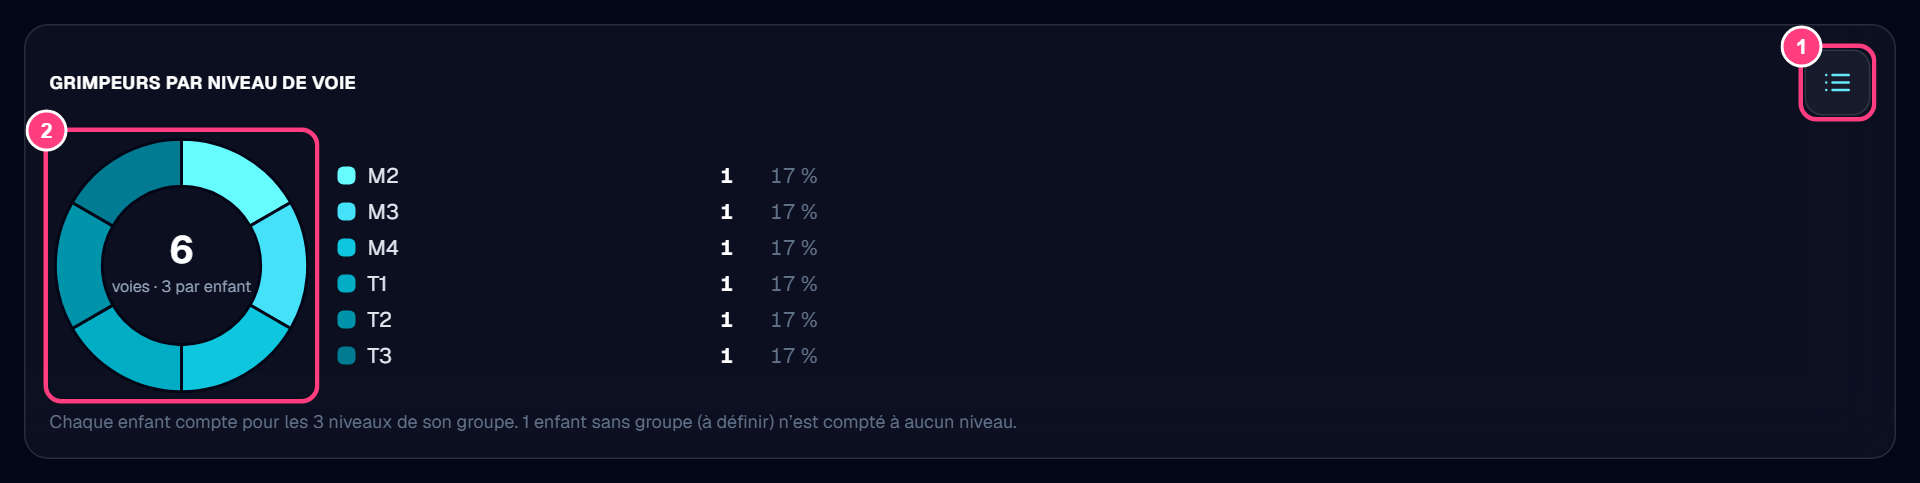 1
GRIMPEURS PAR NIVEAU DE VOIE
2
6
voies · 3 par enfant
M2 1 17 %
M3 1 17 %
M4 1 17 %
T1 1 17 %
T2 1 17 %
T3 1 17 %
Chaque enfant compte pour les 3 niveaux de son groupe. 1 enfant sans groupe (à définir) n’est compté à aucun niveau.